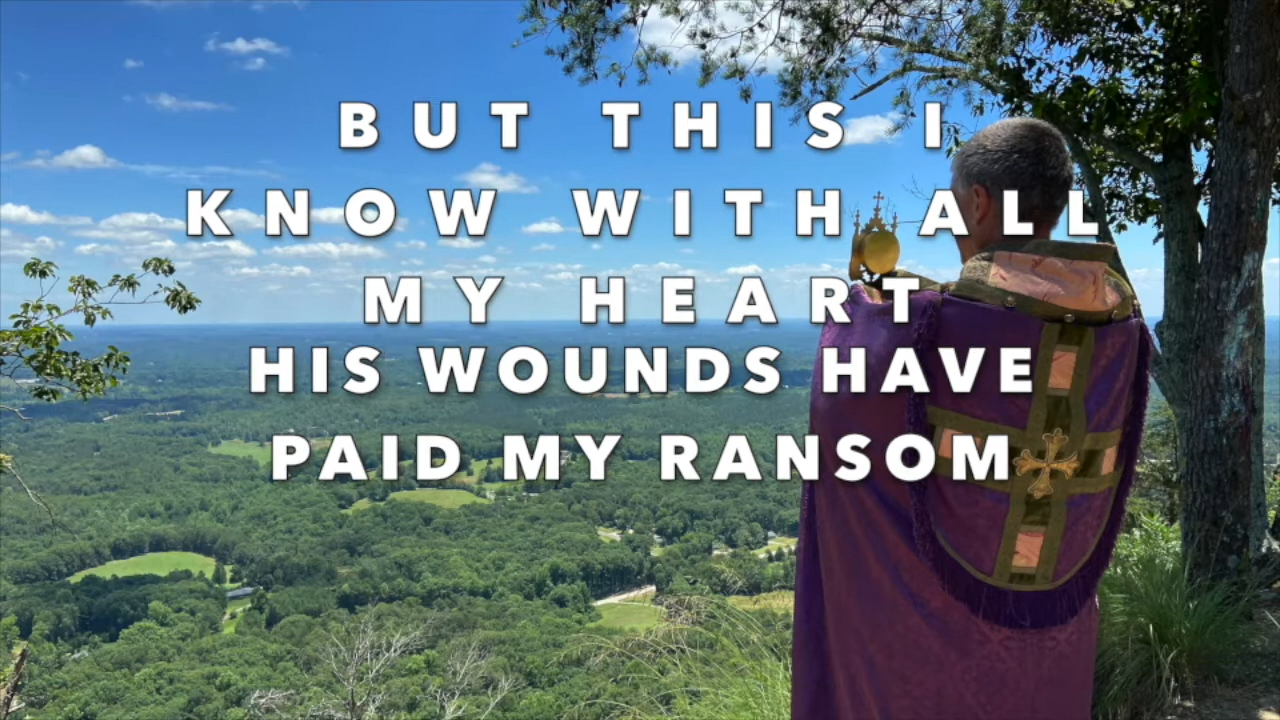 BUT THIS I
KNOW WITH ALL
MY HEART
HIS WOUNDS HAVE
PAID MY RANSOM